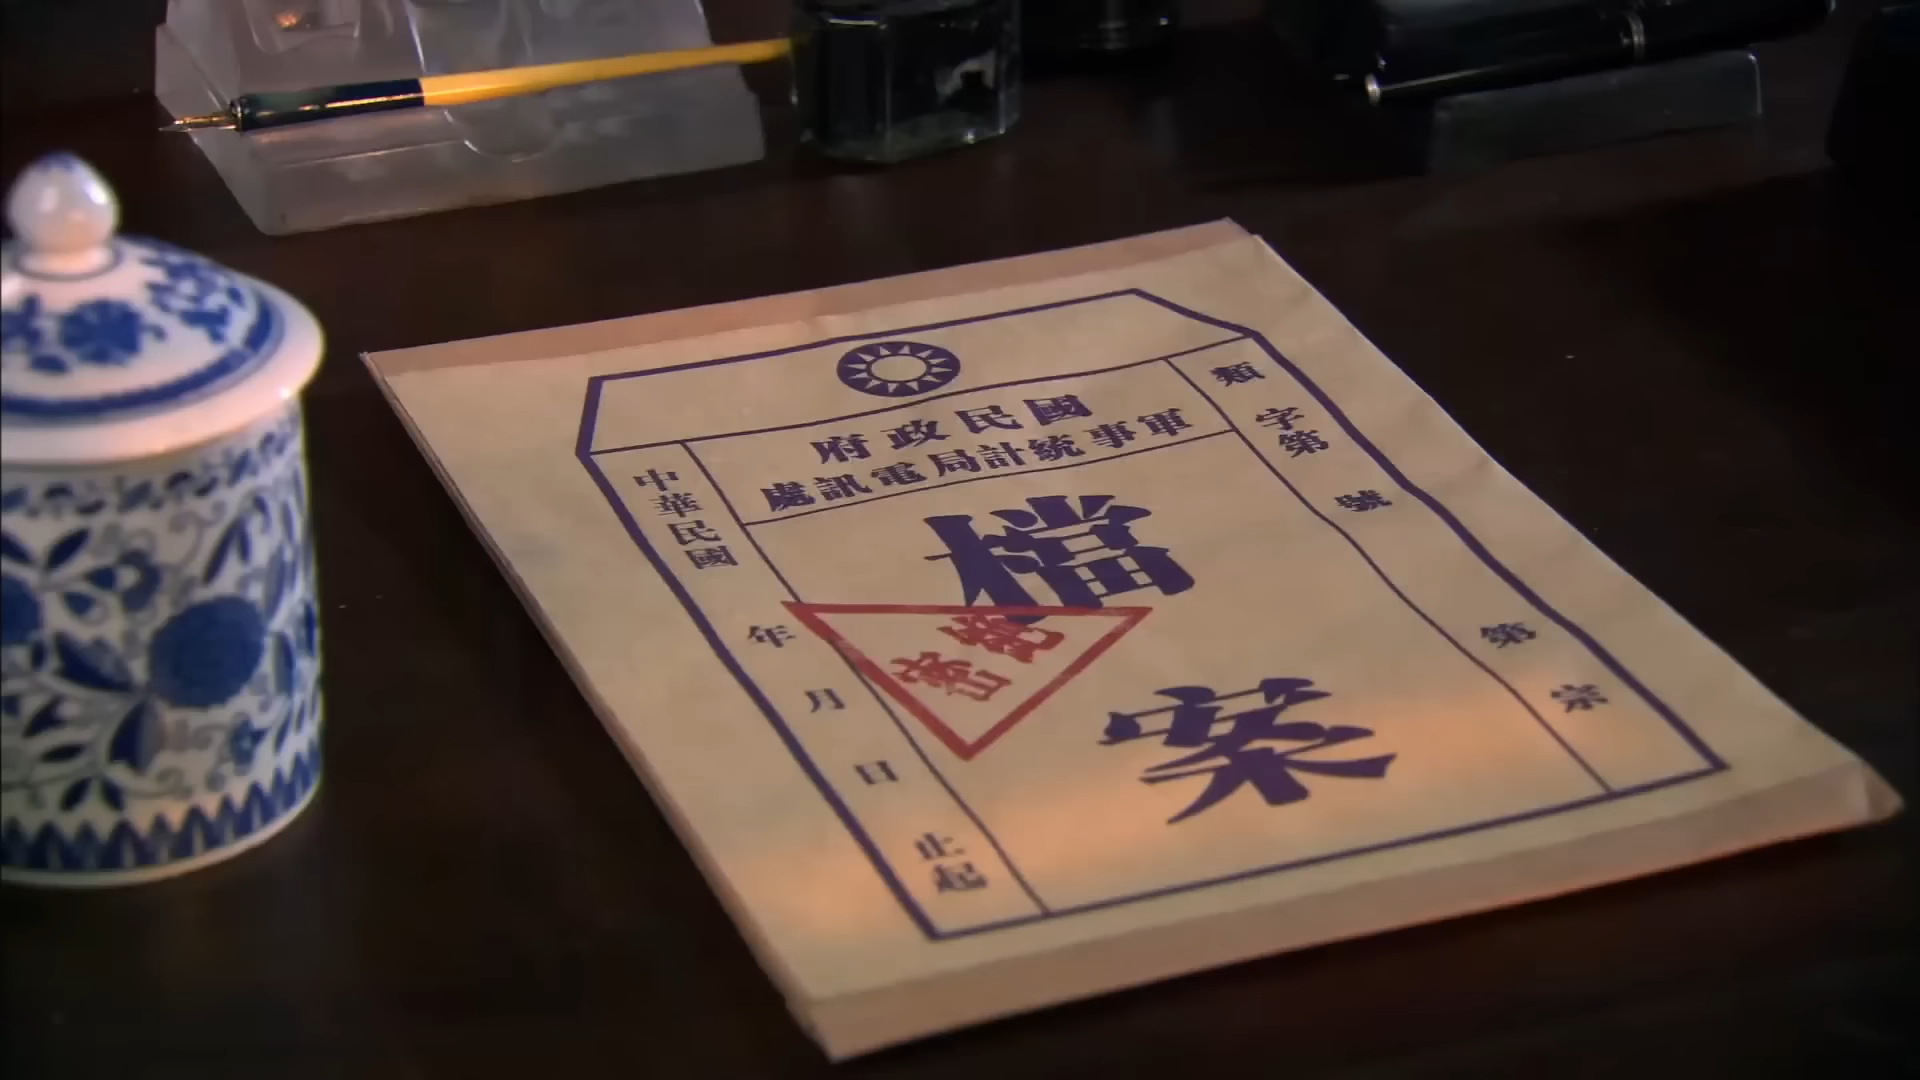 國民政府
軍事統計局電訊處
檔
案
類
字第
號
第
宗
中華民國
年
月
日
止起